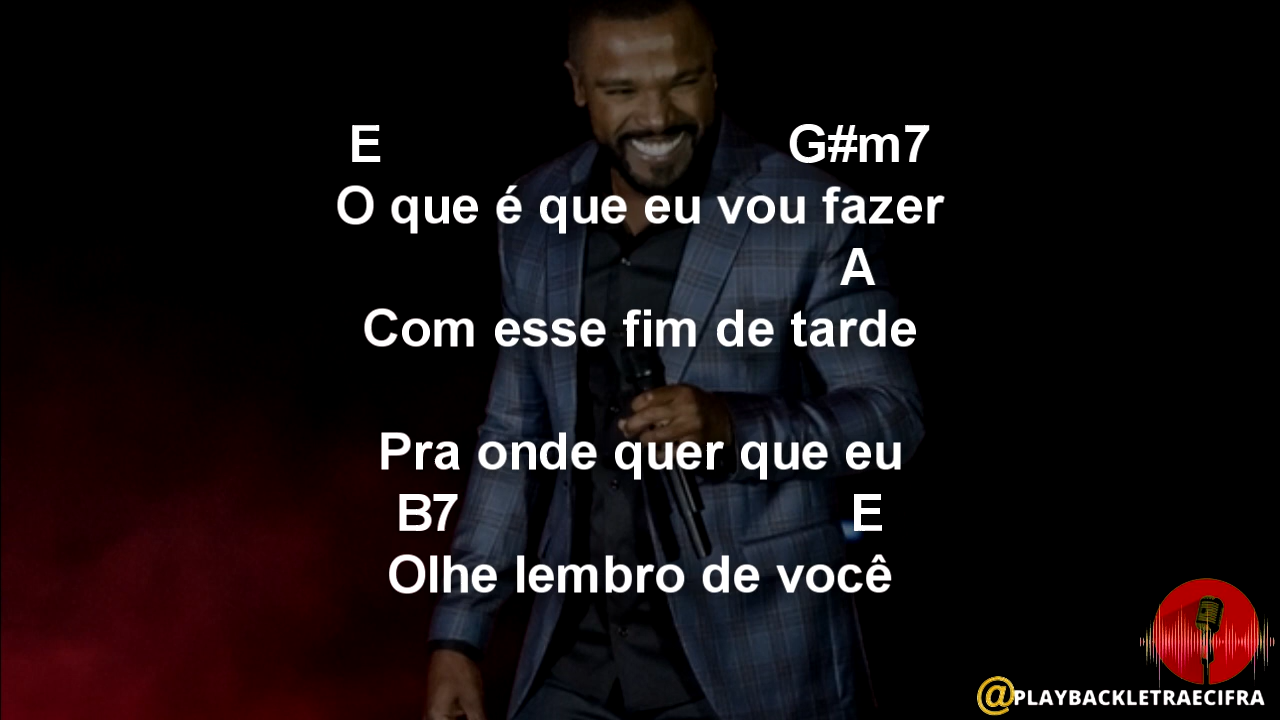 E G#m7
O que é que eu vou fazer
A
Com esse fim de tarde
Pra onde quer que eu
B7 E
Olhe lembro de você
@PLAYBACKLETRAECIFRA